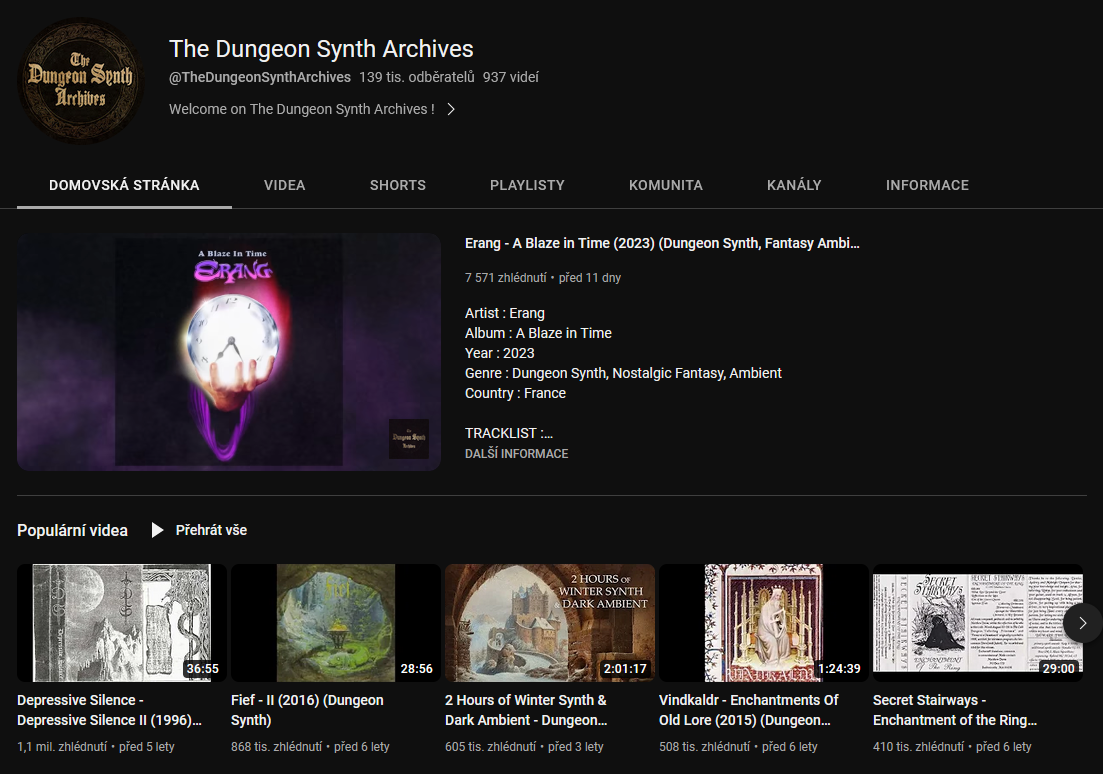 The
Dungeon Synth
Archives
The Dungeon Synth Archives
@TheDungeonSynthArchives 139 tis. odběratelů 937 videí
Welcome on The Dungeon Synth Archives !
DOMOVSKÁ STRÁNKA VIDEA SHORTS PLAYLISTY KOMUNITA KANÁLY INFORMACE
A Blaze In Time
ERANG
The
Dungeon Synth
Archives
Erang - A Blaze in Time (2023) (Dungeon Synth, Fantasy Ambi...
7 571 zhlédnutí • před 11 dny
Artist : Erang
Album : A Blaze in Time
Year : 2023
Genre : Dungeon Synth, Nostalgic Fantasy, Ambient
Country : France
TRACKLIST :...
DALŠÍ INFORMACE
Populární videa Přehrát vše
36:55
Fief
28:56
2 HOURS OF
WINTER SYNTH
& DARK AMBIENT
2:01:17
1:24:39
SECRET
STAIRWAYS
ENCHANTMENT
OF THE RING
29:00
Depressive Silence -
Depressive Silence II (1996)...
1,1 mil. zhlédnutí • před 5 lety
Fief - II (2016) (Dungeon
Synth)
868 tis. zhlédnutí • před 6 lety
2 Hours of Winter Synth &
Dark Ambient - Dungeon...
605 tis. zhlédnutí • před 3 lety
Vindkaldr - Enchantments Of
Old Lore (2015) (Dungeon...
508 tis. zhlédnutí • před 6 lety
Secret Stairways -
Enchantment of the Ring...
410 tis. zhlédnutí • před 6 lety